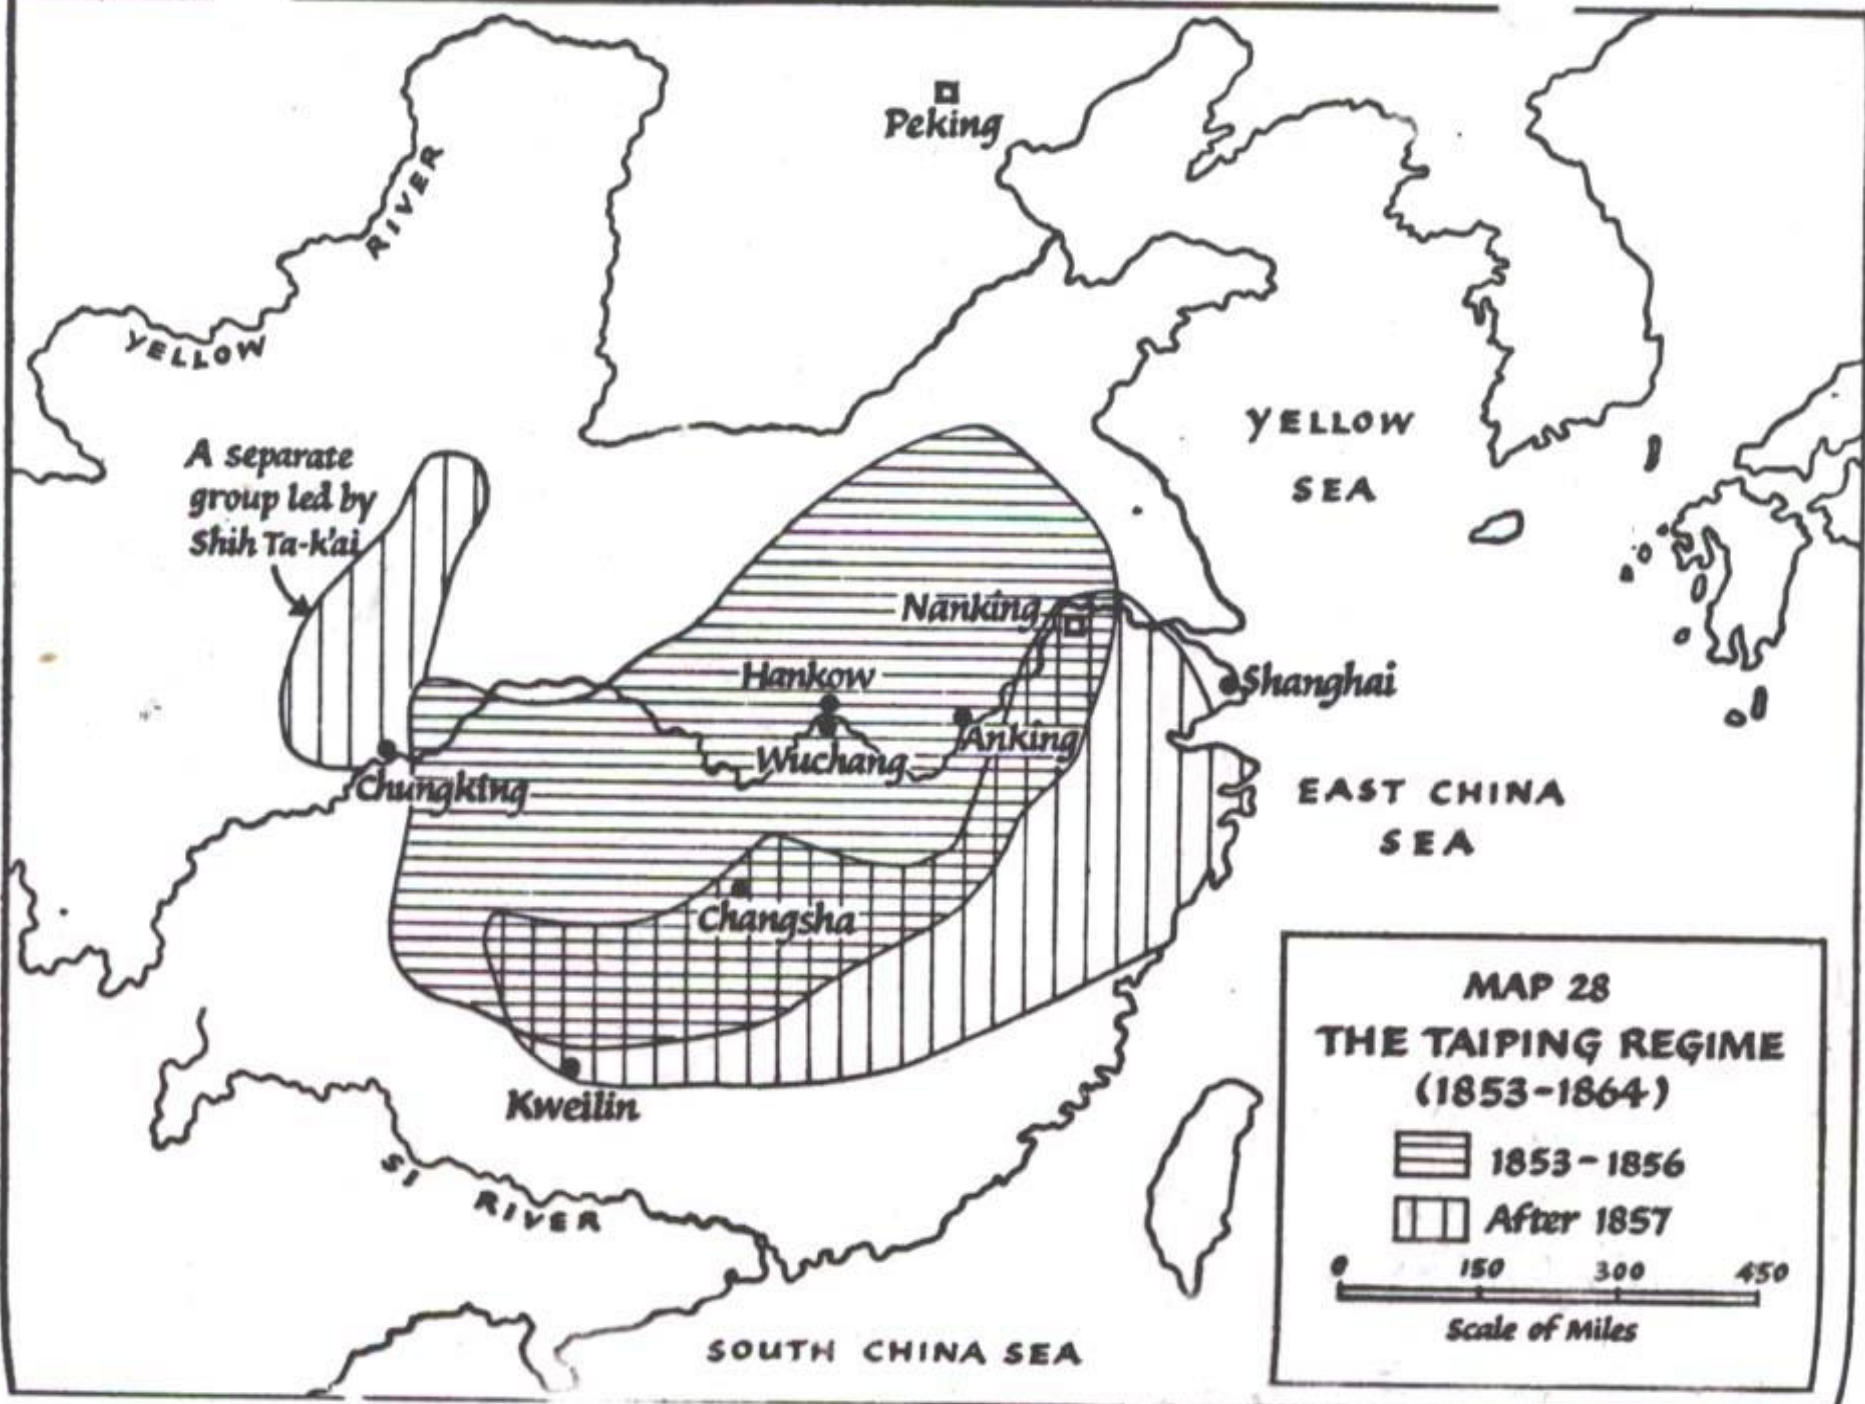 Peking
YELLOW RIVER
A separate
group led by
Shih Ta-k'ai
YELLOW
SEA
Nanking
Hankow
Shanghai
Wuchang
Anking
Chungking
EAST CHINA
SEA
Changsha
Kweilin
SI RIVER
SOUTH CHINA SEA
MAP 28
THE TAIPING REGIME
(1853-1864)
1853-1856
After 1857
0 150 300 450
Scale of Miles